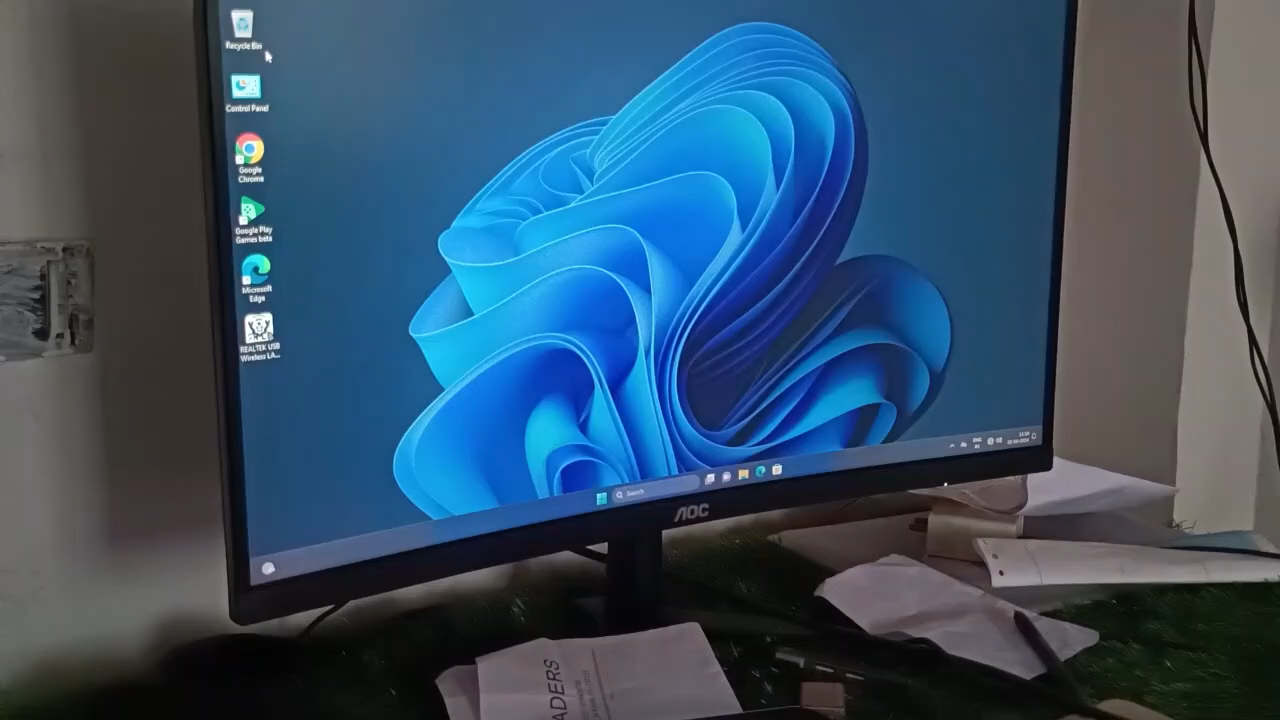 Recycle Bin
Control Panel
Google
Chrome
Google Play
Games beta
Microsoft
Edge
REALTEK USB
Wireless LA...
Search
ENG
AOC
ADERS